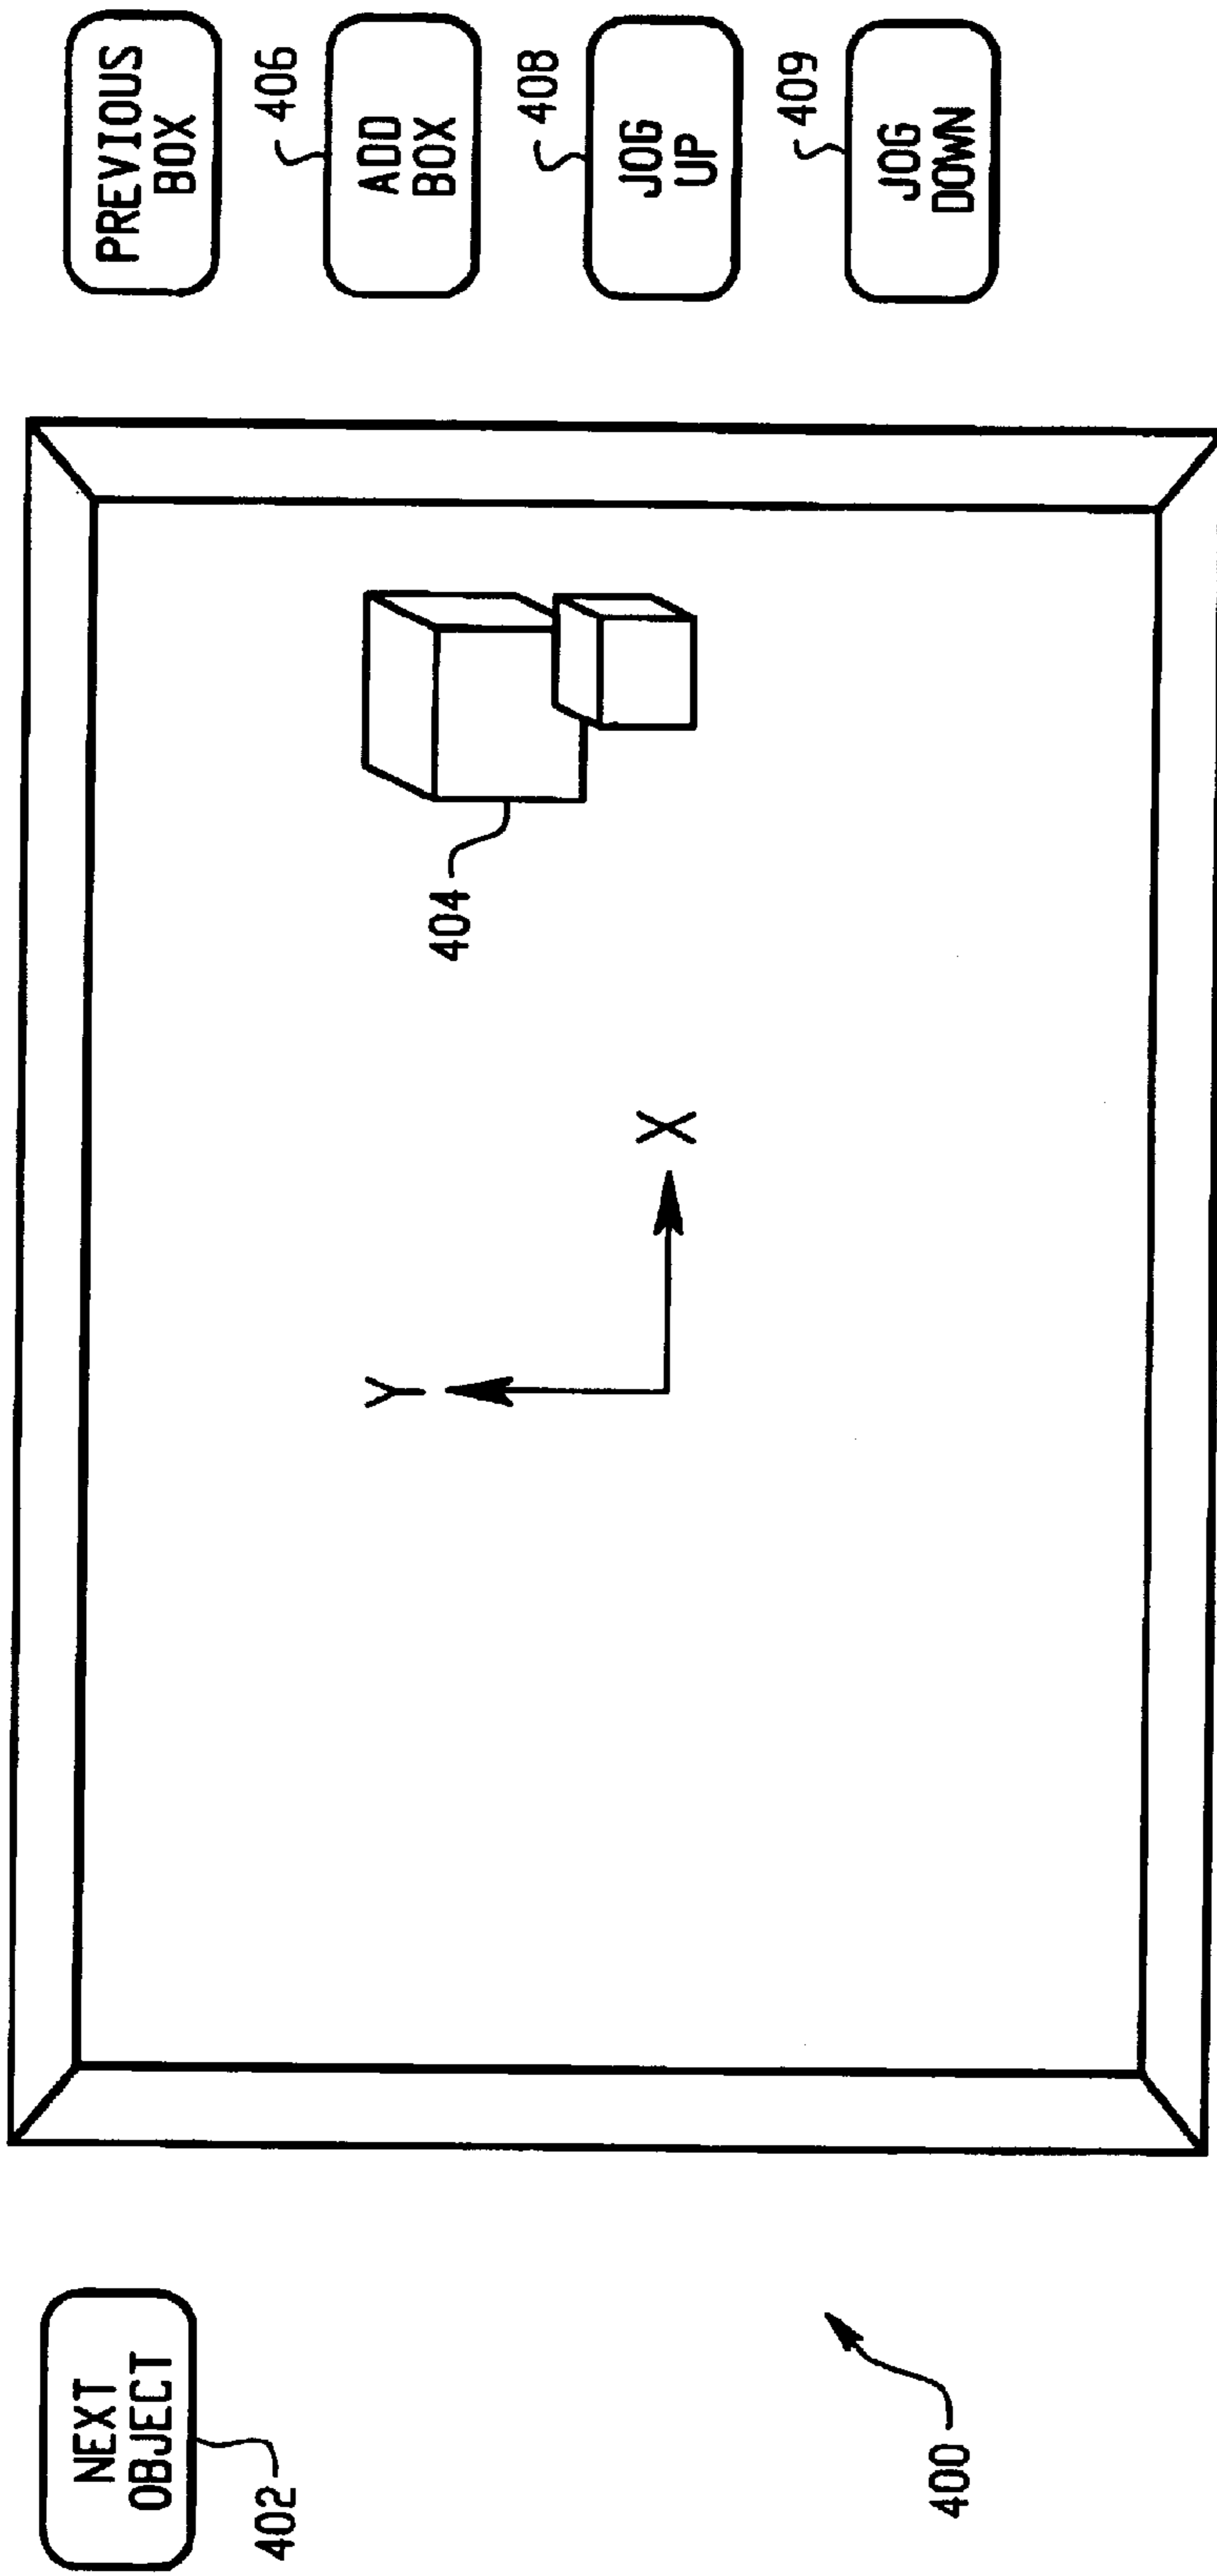 NEXT
OBJECT
402
400
Y
X
404
PREVIOUS
BOX
406
ADD
BOX
408
JOG
UP
409
JOG
DOWN